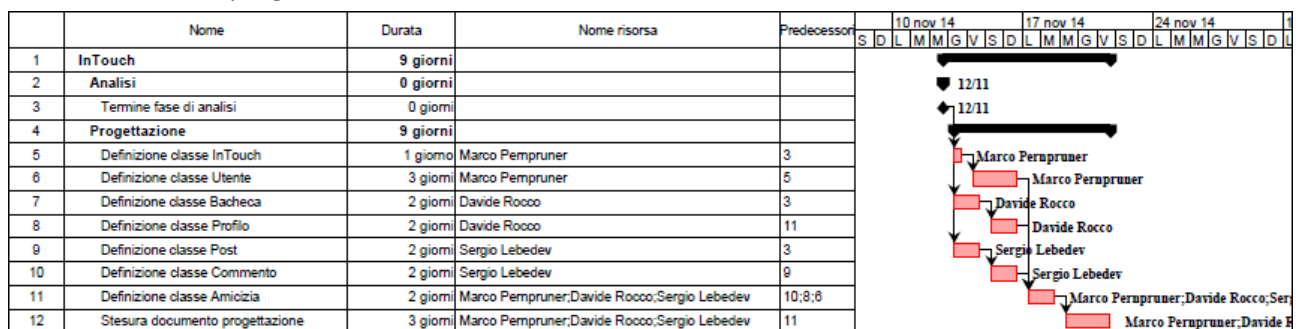 Nome Durata Nome risorsa Predecessori 10 nov 14 17 nov 14 24 nov 14 1
S D L M M G V S D L M M G V S D L M M G V S D L
1 InTouch 9 giorni
2 Analisi 0 giorni 12/11
3 Termine fase di analisi 0 giorni 12/11
4 Progettazione 9 giorni
5 Definizione classe InTouch 1 giorno Marco Pernpruner 3 Marco Pernpruner
6 Definizione classe Utente 3 giorni Marco Pernpruner 5 Marco Pernpruner
7 Definizione classe Bacheca 2 giorni Davide Rocco 3 Davide Rocco
8 Definizione classe Profilo 2 giorni Davide Rocco 11 Davide Rocco
9 Definizione classe Post 2 giorni Sergio Lebedev 3 Sergio Lebedev
10 Definizione classe Commento 2 giorni Sergio Lebedev 9 Sergio Lebedev
11 Definizione classe Amicizia 2 giorni Marco Pernpruner;Davide Rocco;Sergio Lebedev 10;8;6 Marco Pernpruner;Davide Rocco;Ser
12 Stesura documento progettazione 3 giorni Marco Pernpruner;Davide Rocco;Sergio Lebedev 11 Marco Pernpruner;Davide R